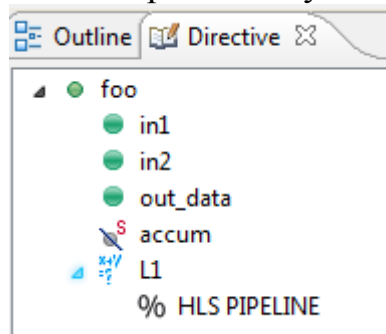 Outline Directive
foo
in1
in2
out_data
accum
L1
% HLS PIPELINE